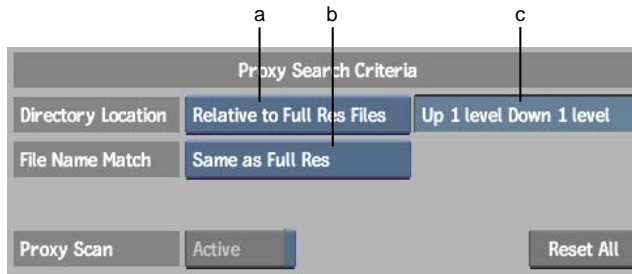 a b c
Proxy Search Criteria
Directory Location Relative to Full Res Files Up 1 level Down 1 level
File Name Match Same as Full Res
Proxy Scan Active Reset All